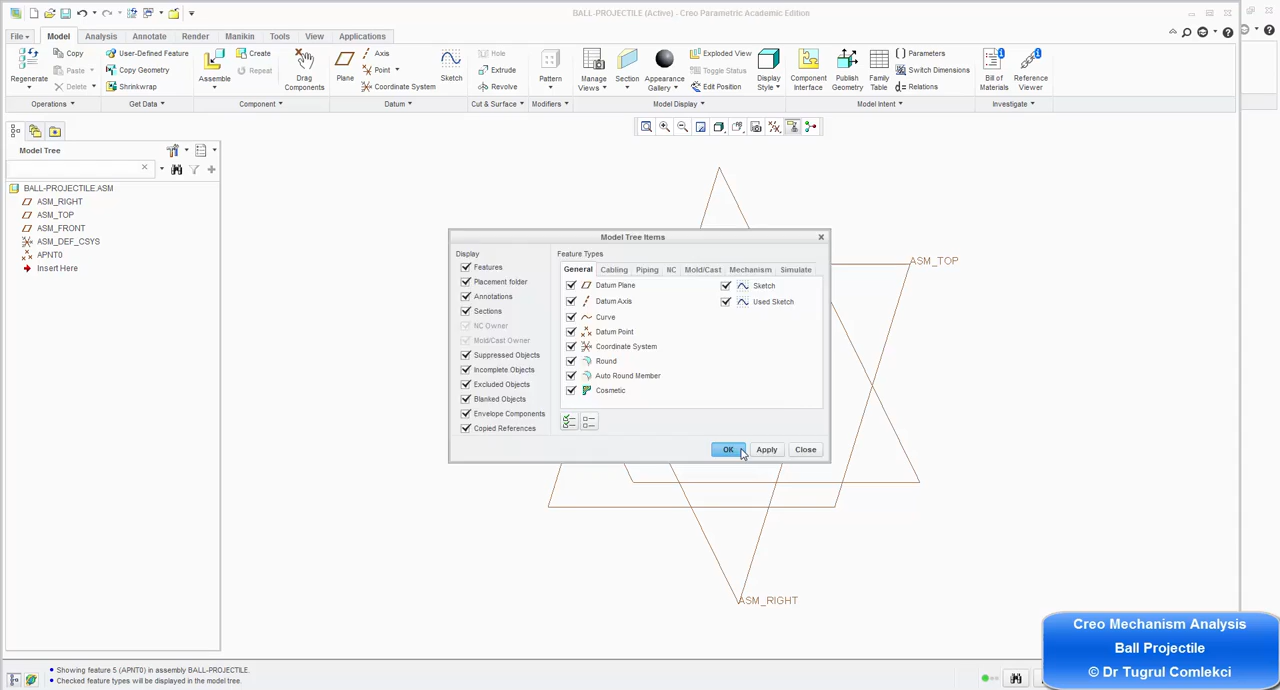 BALL-PROJECTILE (Active) - Creo Parametric Academic Edition
File Model Analysis Annotate Render Manikin Tools View Applications
Regenerate
Copy
Paste
Delete
Operations
User-Defined Feature
Copy Geometry
Shrinkwrap
Get Data
Assemble
Create
Repeat
Drag Components
Component
Plane
Axis
Point
Coordinate System
Sketch
Datum
Hole
Extrude
Revolve
Cut & Surface
Pattern
Modifiers
Manage Views
Section
Appearance Gallery
Exploded View
Toggle Status
Edit Position
Display Style
Model Display
Component Interface
Publish Geometry
Family Table
Parameters
Switch Dimensions
Relations
Model Intent
Bill of Materials
Reference Viewer
Investigate
Model Tree
BALL-PROJECTILE.ASM
ASM_RIGHT
ASM_TOP
ASM_FRONT
ASM_DEF_CSYS
APNT0
Insert Here
Model Tree Items
Display
Features
Placement folder
Annotations
Sections
NC Owner
Mold/Cast Owner
Suppressed Objects
Incomplete Objects
Excluded Objects
Blanked Objects
Envelope Components
Copied References
Feature Types
General Cabling Piping NC Mold/Cast Mechanism Simulate
Datum Plane
Datum Axis
Curve
Datum Point
Coordinate System
Round
Auto Round Member
Cosmetic
Sketch
Used Sketch
OK Apply Close
ASM_TOP
ASM_RIGHT
Showing feature 5 (APNT0) in assembly BALL-PROJECTILE.
Checked feature types will be displayed in the model tree.
Creo Mechanism Analysis
Ball Projectile
© Dr Tugrul Comlekci